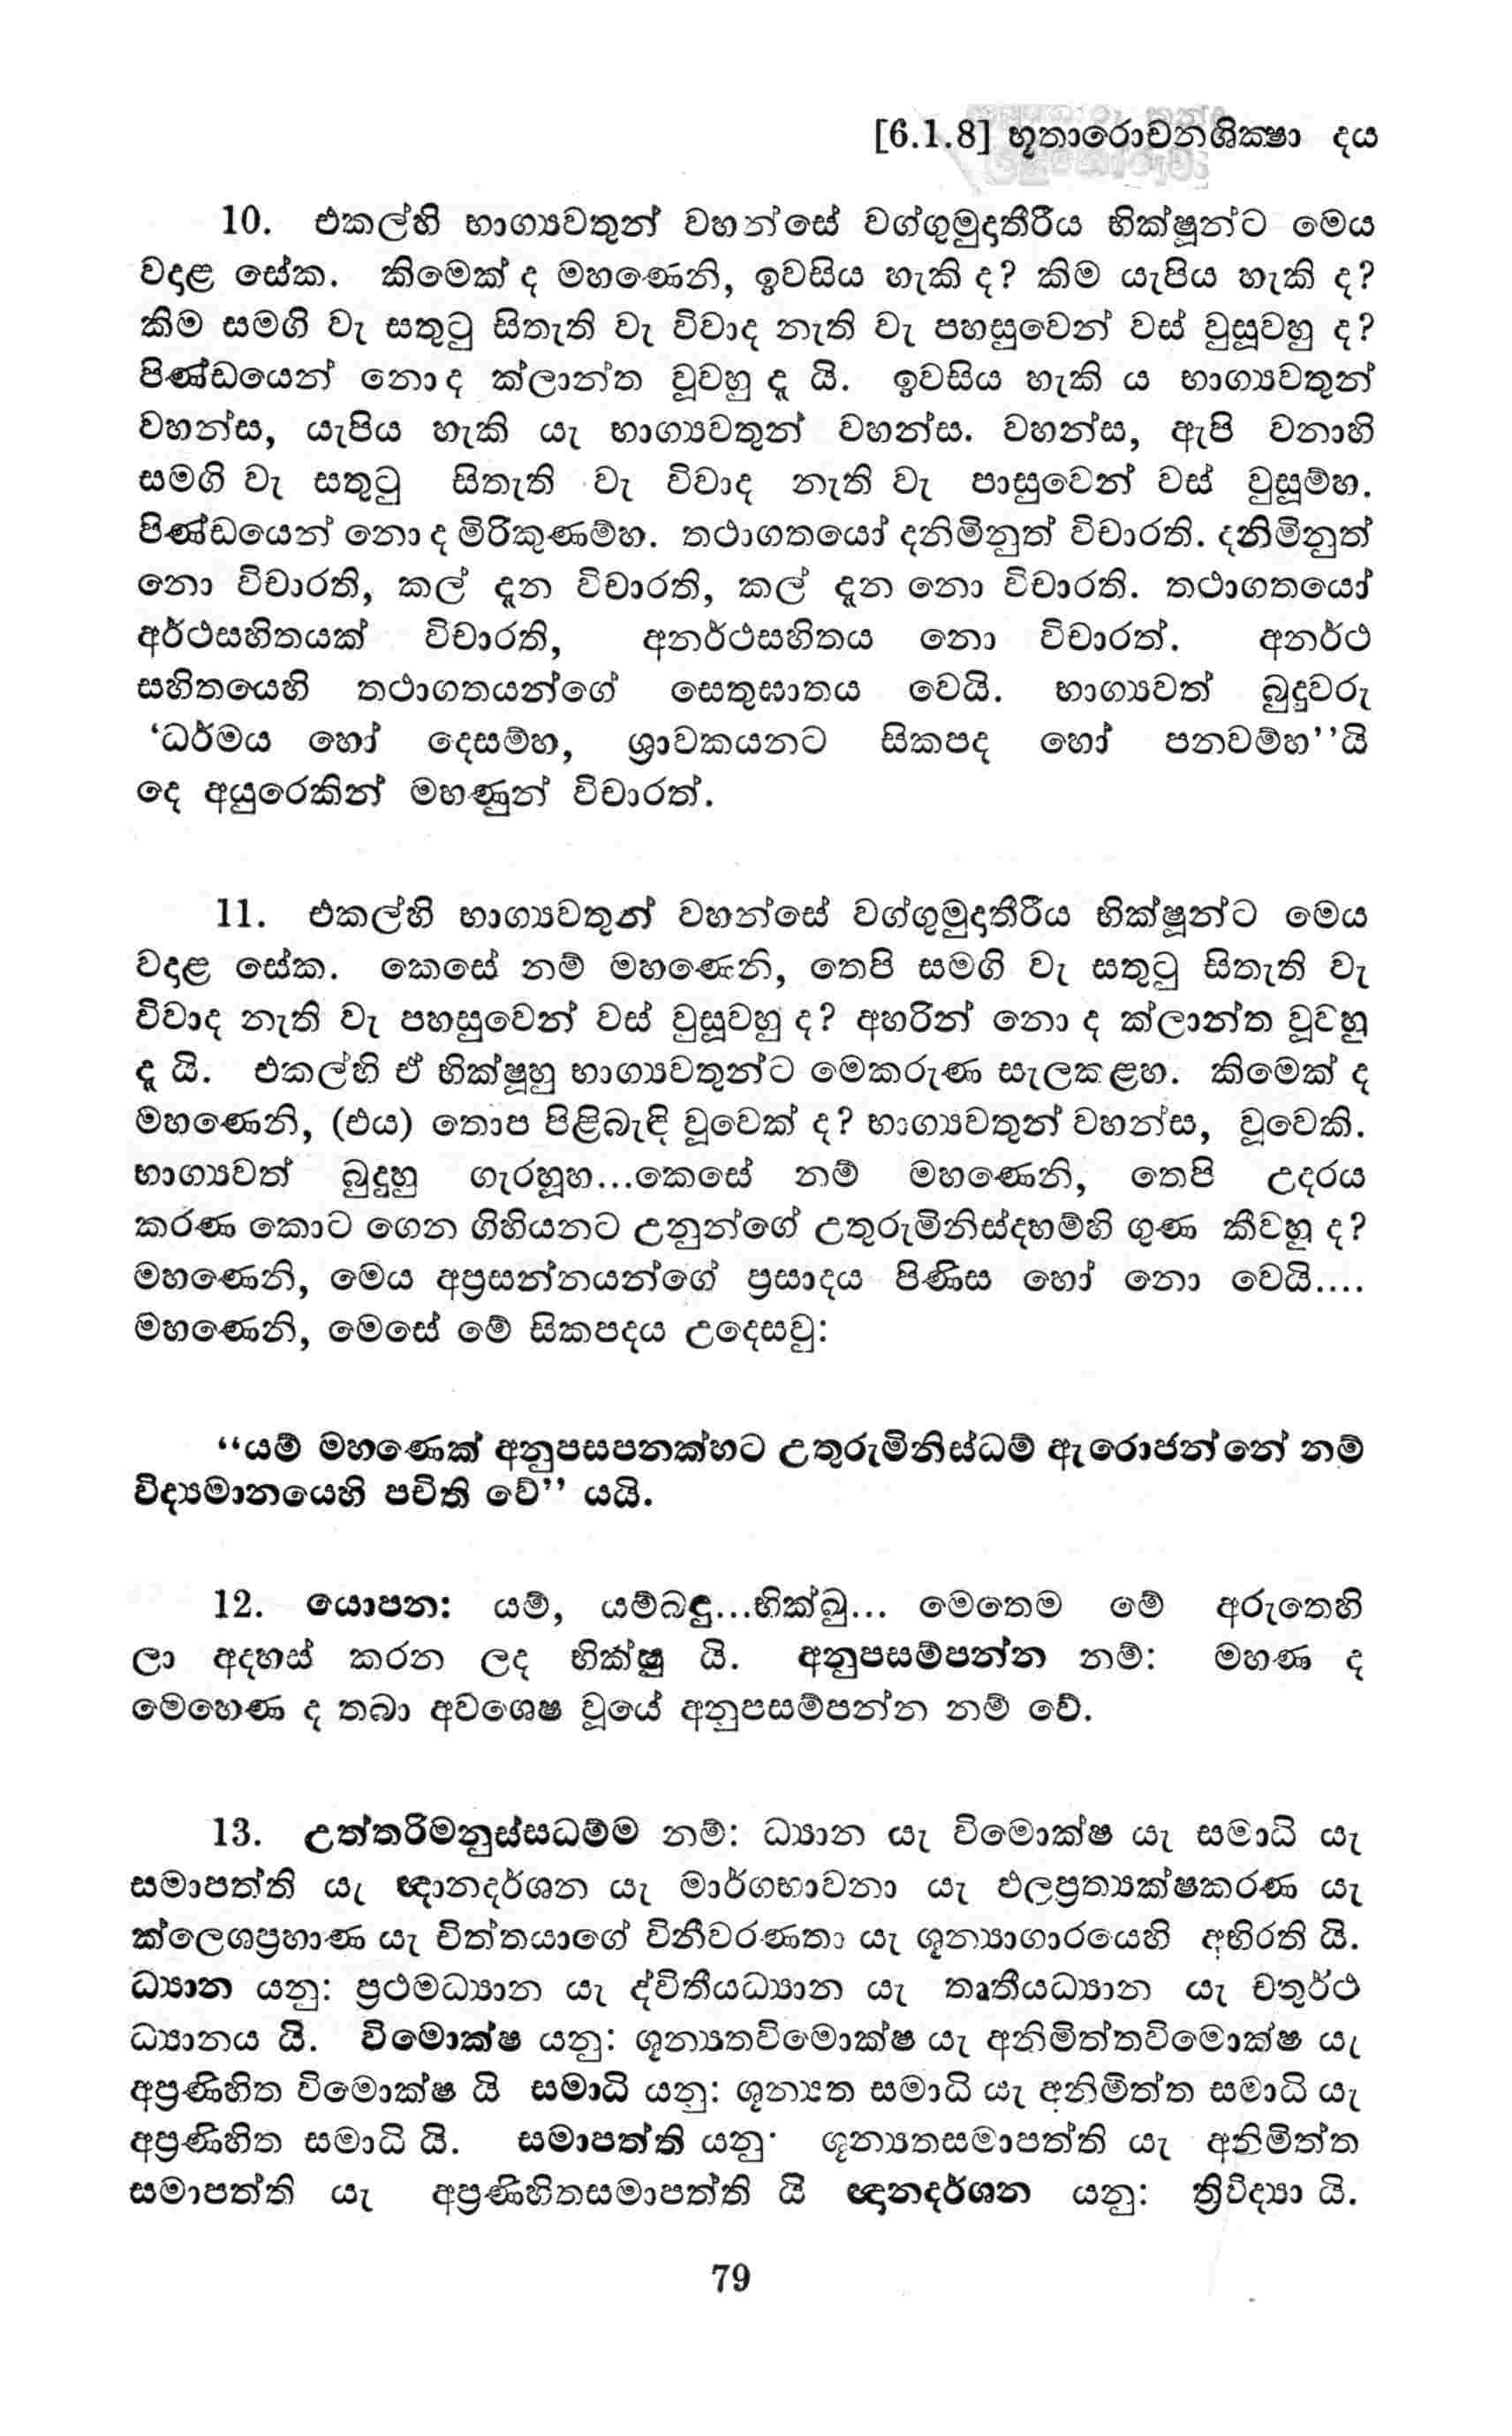 [6.1.8] භූතාරොචනශික්‍ෂා දය
10. එකල්හි භාග්‍යවතුන් වහන්සේ වග්ගුමුදාතීරීය භික්ෂූන්ට මෙය
වදාළ සේක. කිමෙක් ද මහණෙනි, ඉවසිය හැකි ද? කිම යැපිය හැකි ද?
කිම සමගි වැ සතුටු සිතැති වැ විවාද නැති වැ පහසුවෙන් වස් වුසූවහු ද?
පිණ්ඩයෙන් නොද ක්ලාන්ත වූවහු දැ යි. ඉවසිය හැකි ය භාග්‍යවතුන්
වහන්ස, යැපිය හැකි යැ භාග්‍යවතුන් වහන්ස. වහන්ස, ඇපි වනාහි
සමගි වැ සතුටු සිතැති වැ විවාද නැති වැ පාසුවෙන් වස් වුසූම්හ.
පිණ්ඩයෙන් නො ද මිරිකුණම්හ. තථාගතයෝ දනිමිනුත් විචාරති. දනිමිනුත්
නො විචාරති, කල් දැන විචාරති, කල් දැන නො විචාරති. තථාගතයෝ
අර්ථසහිතයක් විචාරති, අනර්ථසහිතය නො විචාරත්. අනර්ථ
සහිතයෙහි තථාගතයන්ගේ සෙතුඝාතය වෙයි. භාග්‍යවත් බුදුවරු
‘ධර්මය හෝ දෙසම්හ, ශ්‍රාවකයනට සිකපද හෝ පනවම්හ’’යි
දෙ අයුරෙකින් මහණුන් විචාරත්.
11. එකල්හි භාග්‍යවතුන් වහන්සේ වග්ගුමුදාතීරීය භික්ෂූන්ට මෙය
වදාළ සේක. කෙසේ නම් මහණෙනි, තෙපි සමගි වැ සතුටු සිතැති වැ
විවාද නැති වැ පහසුවෙන් වස් වුසූවහු ද? අහරින් නො ද ක්ලාන්ත වූවහු
දැ යි. එකල්හි ඒ භික්ෂූහු භාග්‍යවතුන්ට මෙකරුණ සැලකළහ. කිමෙක් ද
මහණෙනි, (එය) තොප පිළිබැඳි වූවෙක් ද? භාග්‍යවතුන් වහන්ස, වූවෙකි.
භාග්‍යවත් බුදුහු ගැරහූහ...කෙසේ නම් මහණෙනි, තෙපි උදරය
කරණ කොට ගෙන ගිහියනට උනුන්ගේ උතුරුමිනිස්දහම්හි ගුණ කීවහු ද?
මහණෙනි, මෙය අප්‍රසන්නයන්ගේ ප්‍රසාදය පිණිස හෝ නො වෙයි....
මහණෙනි, මෙසේ මේ සිකපදය උදෙසවු:
‘‘යම් මහණෙක් අනුපසපනක්හට උතුරුමිනිස්ධම් ඇරොජන්නේ නම්
විද්‍යමානයෙහි පචිති වේ’’ යයි.
12. යොපන: යම්, යම්බඳු...භික්ඛු... මෙතෙම මේ අරුතෙහි
ලා අදහස් කරන ලද භික්ෂු යි. අනුපසම්පන්න නම්: මහණ ද
මෙහෙණ ද තබා අවශෙෂ වූයේ අනුපසම්පන්න නම් වේ.
13. උත්තරිමනුස්සධම්ම නම්: ධ්‍යාන යැ විමොක්ෂ යැ සමාධි යැ
සමාපත්ති යැ ඥානදර්ශන යැ මාර්ගභාවනා යැ ඵලප්‍රත්‍යක්ෂකරණ යැ
ක්ලෙශප්‍රහාණ යැ චිත්තයාගේ විනීවරණතා යැ ශුන්‍යාගාරයෙහි අභිරති යි.
ධ්‍යාන යනු: ප්‍රථමධ්‍යාන යැ ද්විතීයධ්‍යාන යැ තෘතීයධ්‍යාන යැ චතුර්ථ
ධ්‍යානය යි. විමොක්ෂ යනු: ශූන්‍යතවිමොක්ෂ යැ අනිමිත්තවිමොක්ෂ යැ
අප්‍රණිහිත විමොක්ෂ යි සමාධි යනු: ශූන්‍යත සමාධි යැ අනිමිත්ත සමාධි යැ
අප්‍රණිහිත සමාධි යි. සමාපත්ති යනු· ශූන්‍යතසමාපත්ති යැ අනිමිත්ත
සමාපත්ති යැ අප්‍රණිහිතසමාපත්ති යි ඥානදර්ශන යනු: ත්‍රිවිද්‍යා යි.
79